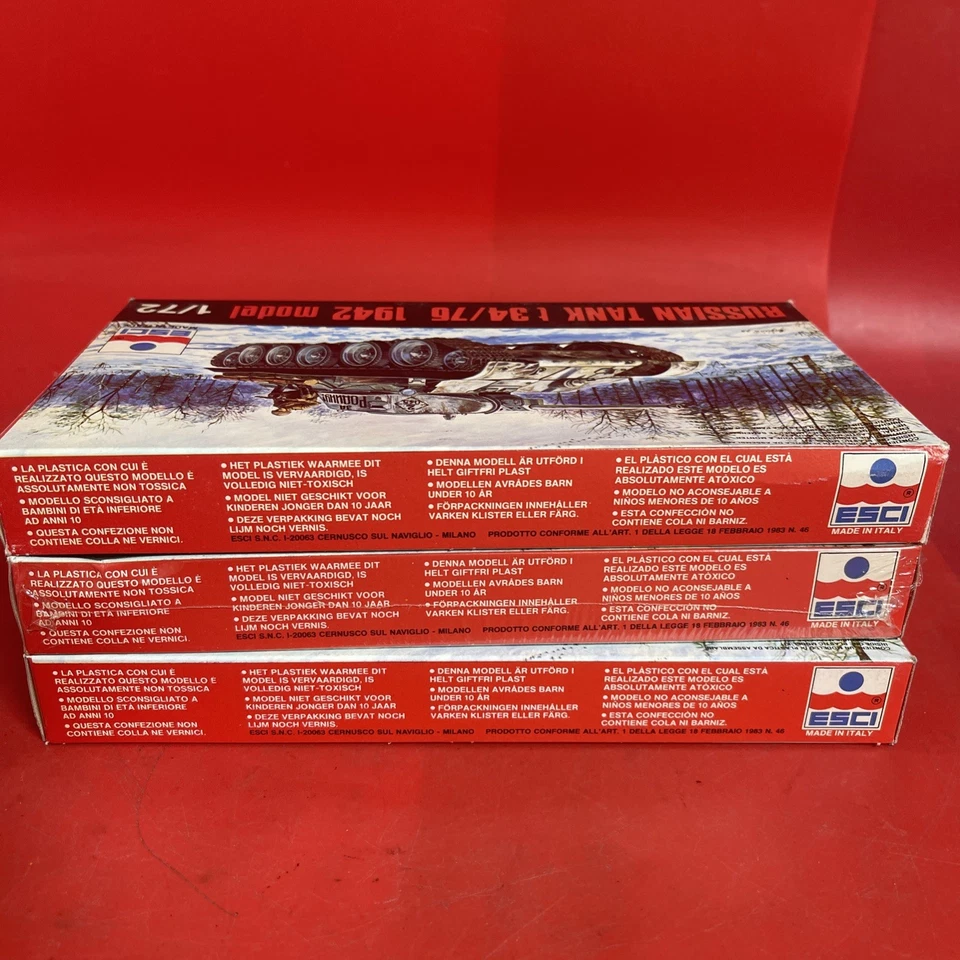 RUSSIAN TANK t.34/76 1942 model
1/72
ESCI
• LA PLASTICA CON CUI È
REALIZZATO QUESTO MODELLO È
ASSOLUTAMENTE NON TOSSICA
• MODELLO SCONSIGLIATO A
BAMBINI DI ETÀ INFERIORE
AD ANNI 10
• QUESTA CONFEZIONE NON
CONTIENE COLLA NE VERNICI.
• HET PLASTIEK WAARMEE DIT
MODEL IS VERVAARDIGD, IS
VOLLEDIG NIET-TOXISCH
• MODEL NIET GESCHIKT VOOR
KINDEREN JONGER DAN 10 JAAR
• DEZE VERPAKKING BEVAT NOCH
LIJM NOCH VERNIS.
• DENNA MODELL ÄR UTFÖRD I
HELT GIFTFRI PLAST
• MODELLEN AVRÅDES BARN
UNDER 10 ÅR
• FÖRPACKNINGEN INNEHÅLLER
VARKEN KLISTER ELLER FÄRG.
• EL PLÁSTICO CON EL CUAL ESTÁ
REALIZADO ESTE MODELO ES
ABSOLUTAMENTE ATÓXICO
• MODELO NO ACONSEJABLE A
NIÑOS MENORES DE 10 AÑOS
• ESTA CONFECCIÓN NO
CONTIENE COLA NI BARNIZ.
ESCI S.N.C. I-20063 CERNUSCO SUL NAVIGLIO - MILANO PRODOTTO CONFORME ALL'ART. 1 DELLA LEGGE 18 FEBBRAIO 1983 N. 46
®
ESCI
MADE IN ITALY
• LA PLASTICA CON CUI È
REALIZZATO QUESTO MODELLO È
ASSOLUTAMENTE NON TOSSICA
• MODELLO SCONSIGLIATO A
BAMBINI DI ETÀ INFERIORE
AD ANNI 10
• QUESTA CONFEZIONE NON
CONTIENE COLLA NE VERNICI.
• HET PLASTIEK WAARMEE DIT
MODEL IS VERVAARDIGD, IS
VOLLEDIG NIET-TOXISCH
• MODEL NIET GESCHIKT VOOR
KINDEREN JONGER DAN 10 JAAR
• DEZE VERPAKKING BEVAT NOCH
LIJM NOCH VERNIS.
• DENNA MODELL ÄR UTFÖRD I
HELT GIFTFRI PLAST
• MODELLEN AVRÅDES BARN
UNDER 10 ÅR
• FÖRPACKNINGEN INNEHÅLLER
VARKEN KLISTER ELLER FÄRG.
• EL PLÁSTICO CON EL CUAL ESTÁ
REALIZADO ESTE MODELO ES
ABSOLUTAMENTE ATÓXICO
• MODELO NO ACONSEJABLE A
NIÑOS MENORES DE 10 AÑOS
• ESTA CONFECCIÓN NO
CONTIENE COLA NI BARNIZ.
ESCI S.N.C. I-20063 CERNUSCO SUL NAVIGLIO - MILANO PRODOTTO CONFORME ALL'ART. 1 DELLA LEGGE 18 FEBBRAIO 1983 N. 46
ESCI
MADE IN ITALY
• LA PLASTICA CON CUI È
REALIZZATO QUESTO MODELLO È
ASSOLUTAMENTE NON TOSSICA
• MODELLO SCONSIGLIATO A
BAMBINI DI ETÀ INFERIORE
AD ANNI 10
• QUESTA CONFEZIONE NON
CONTIENE COLLA NE VERNICI.
• HET PLASTIEK WAARMEE DIT
MODEL IS VERVAARDIGD, IS
VOLLEDIG NIET-TOXISCH
• MODEL NIET GESCHIKT VOOR
KINDEREN JONGER DAN 10 JAAR
• DEZE VERPAKKING BEVAT NOCH
LIJM NOCH VERNIS.
• DENNA MODELL ÄR UTFÖRD I
HELT GIFTFRI PLAST
• MODELLEN AVRÅDES BARN
UNDER 10 ÅR
• FÖRPACKNINGEN INNEHÅLLER
VARKEN KLISTER ELLER FÄRG.
• EL PLÁSTICO CON EL CUAL ESTÁ
REALIZADO ESTE MODELO ES
ABSOLUTAMENTE ATÓXICO
• MODELO NO ACONSEJABLE A
NIÑOS MENORES DE 10 AÑOS
• ESTA CONFECCIÓN NO
CONTIENE COLA NI BARNIZ.
ESCI S.N.C. I-20063 CERNUSCO SUL NAVIGLIO - MILANO PRODOTTO CONFORME ALL'ART. 1 DELLA LEGGE 18 FEBBRAIO 1983 N. 46
®
ESCI
MADE IN ITALY